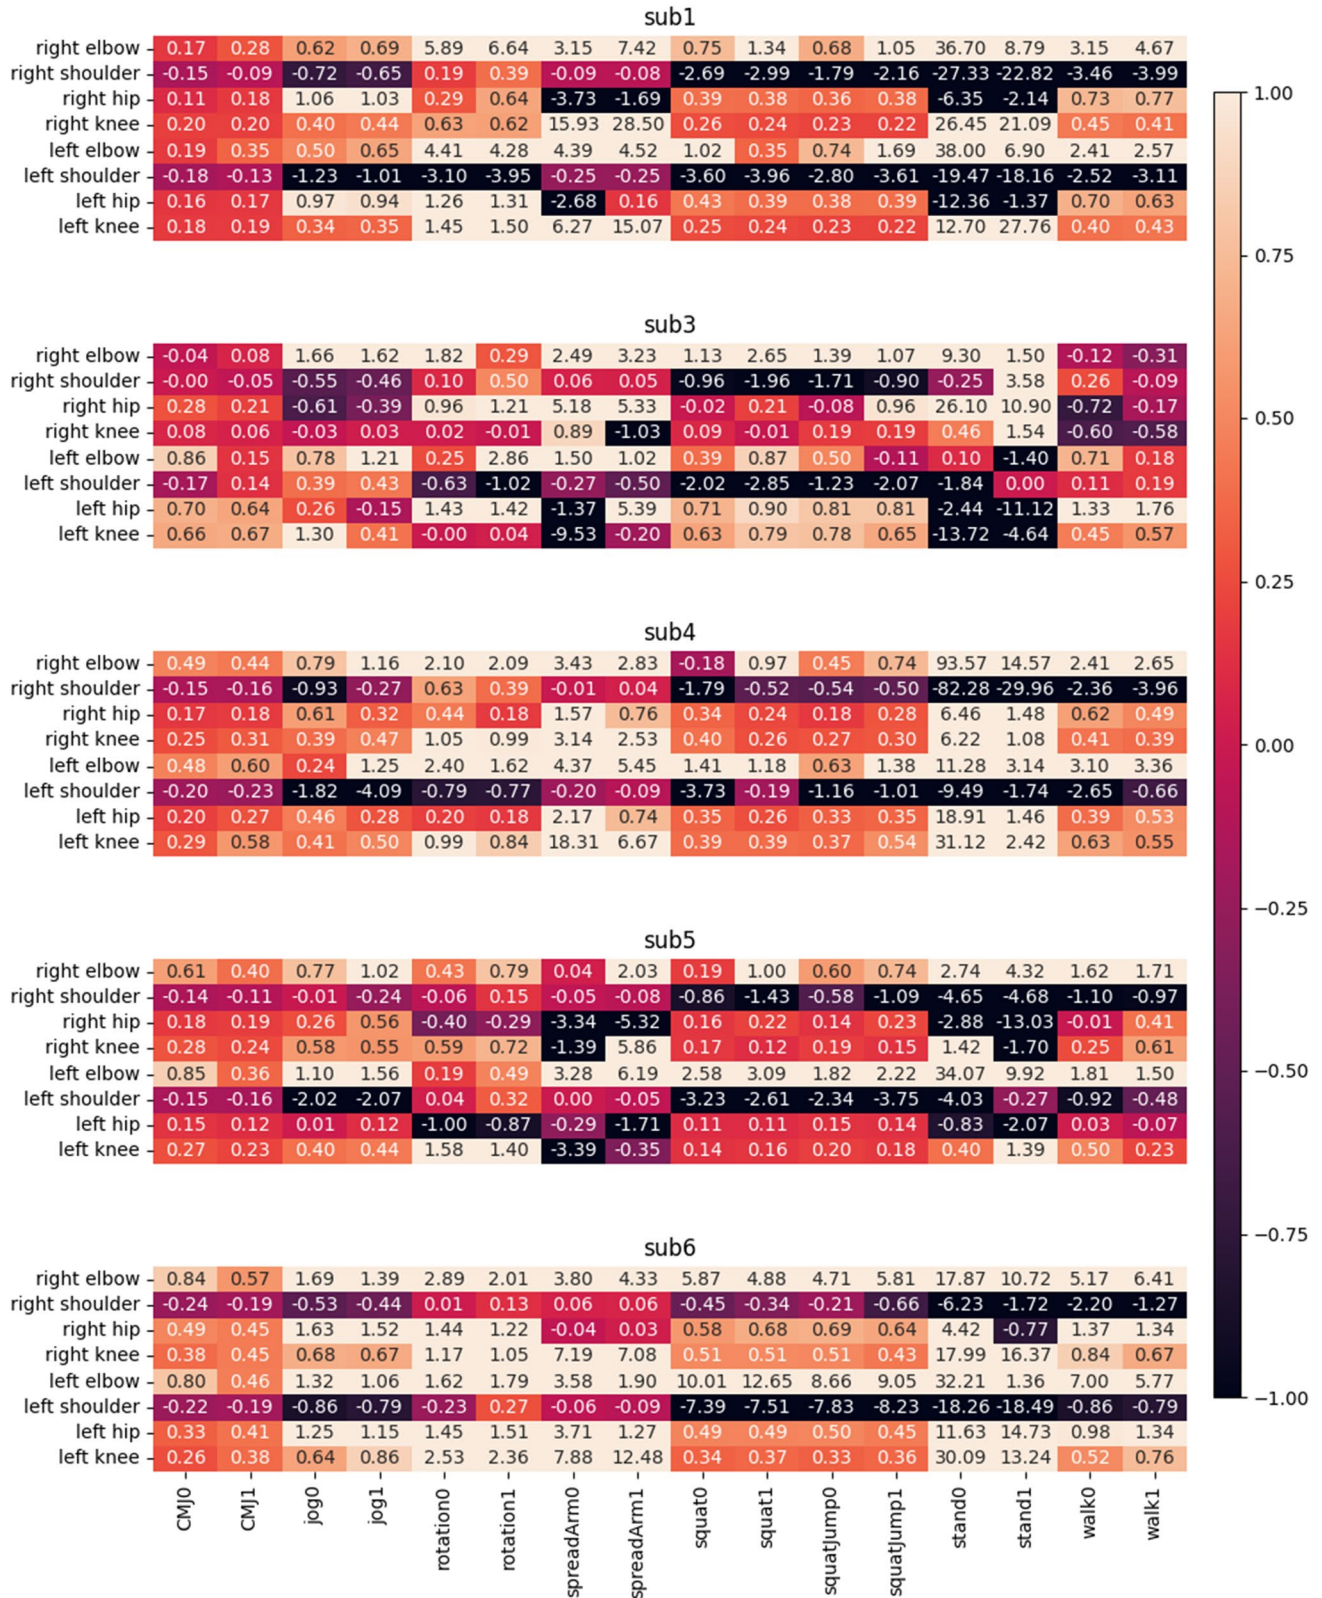 sub1
right elbow 0.17 0.28 0.62 0.69 5.89 6.64 3.15 7.42 0.75 1.34 0.68 1.05 36.70 8.79 3.15 4.67
right shoulder -0.15 -0.09 -0.72 -0.65 0.19 0.39 -0.09 -0.08 -2.69 -2.99 -1.79 -2.16 -27.33 -22.82 -3.46 -3.99
right hip 0.11 0.18 1.06 1.03 0.29 0.64 -3.73 -1.69 0.39 0.38 0.36 0.38 -6.35 -2.14 0.73 0.77
right knee 0.20 0.20 0.40 0.44 0.63 0.62 15.93 28.50 0.26 0.24 0.23 0.22 26.45 21.09 0.45 0.41
left elbow 0.19 0.35 0.50 0.65 4.41 4.28 4.39 4.52 1.02 0.35 0.74 1.69 38.00 6.90 2.41 2.57
left shoulder -0.18 -0.13 -1.23 -1.01 -3.10 -3.95 -0.25 -0.25 -3.60 -3.96 -2.80 -3.61 -19.47 -18.16 -2.52 -3.11
left hip 0.16 0.17 0.97 0.94 1.26 1.31 -2.68 0.16 0.43 0.39 0.38 0.39 -12.36 -1.37 0.70 0.63
left knee 0.18 0.19 0.34 0.35 1.45 1.50 6.27 15.07 0.25 0.24 0.23 0.22 12.70 27.76 0.40 0.43
sub3
right elbow -0.04 0.08 1.66 1.62 1.82 0.29 2.49 3.23 1.13 2.65 1.39 1.07 9.30 1.50 -0.12 -0.31
right shoulder -0.00 -0.05 -0.55 -0.46 0.10 0.50 0.06 0.05 -0.96 -1.96 -1.71 -0.90 -0.25 3.58 0.26 -0.09
right hip 0.28 0.21 -0.61 -0.39 0.96 1.21 5.18 5.33 -0.02 0.21 -0.08 0.96 26.10 10.90 -0.72 -0.17
right knee 0.08 0.06 -0.03 0.03 0.02 -0.01 0.89 -1.03 0.09 -0.01 0.19 0.19 0.46 1.54 -0.60 -0.58
left elbow 0.86 0.15 0.78 1.21 0.25 2.86 1.50 1.02 0.39 0.87 0.50 -0.11 0.10 -1.40 0.71 0.18
left shoulder -0.17 0.14 0.39 0.43 -0.63 -1.02 -0.27 -0.50 -2.02 -2.85 -1.23 -2.07 -1.84 0.00 0.11 0.19
left hip 0.70 0.64 0.26 -0.15 1.43 1.42 -1.37 5.39 0.71 0.90 0.81 0.81 -2.44 -11.12 1.33 1.76
left knee 0.66 0.67 1.30 0.41 -0.00 0.04 -9.53 -0.20 0.63 0.79 0.78 0.65 -13.72 -4.64 0.45 0.57
sub4
right elbow 0.49 0.44 0.79 1.16 2.10 2.09 3.43 2.83 -0.18 0.97 0.45 0.74 93.57 14.57 2.41 2.65
right shoulder -0.15 -0.16 -0.93 -0.27 0.63 0.39 -0.01 0.04 -1.79 -0.52 -0.54 -0.50 -82.28 -29.96 -2.36 -3.96
right hip 0.17 0.18 0.61 0.32 0.44 0.18 1.57 0.76 0.34 0.24 0.18 0.28 6.46 1.48 0.62 0.49
right knee 0.25 0.31 0.39 0.47 1.05 0.99 3.14 2.53 0.40 0.26 0.27 0.30 6.22 1.08 0.41 0.39
left elbow 0.48 0.60 0.24 1.25 2.40 1.62 4.37 5.45 1.41 1.18 0.63 1.38 11.28 3.14 3.10 3.36
left shoulder -0.20 -0.23 -1.82 -4.09 -0.79 -0.77 -0.20 -0.09 -3.73 -0.19 -1.16 -1.01 -9.49 -1.74 -2.65 -0.66
left hip 0.20 0.27 0.46 0.28 0.20 0.18 2.17 0.74 0.35 0.26 0.33 0.35 18.91 1.46 0.39 0.53
left knee 0.29 0.58 0.41 0.50 0.99 0.84 18.31 6.67 0.39 0.39 0.37 0.54 31.12 2.42 0.63 0.55
sub5
right elbow 0.61 0.40 0.77 1.02 0.43 0.79 0.04 2.03 0.19 1.00 0.60 0.74 2.74 4.32 1.62 1.71
right shoulder -0.14 -0.11 -0.01 -0.24 -0.06 0.15 -0.05 -0.08 -0.86 -1.43 -0.58 -1.09 -4.65 -4.68 -1.10 -0.97
right hip 0.18 0.19 0.26 0.56 -0.40 -0.29 -3.34 -5.32 0.16 0.22 0.14 0.23 -2.88 -13.03 -0.01 0.41
right knee 0.28 0.24 0.58 0.55 0.59 0.72 -1.39 5.86 0.17 0.12 0.19 0.15 1.42 -1.70 0.25 0.61
left elbow 0.85 0.36 1.10 1.56 0.19 0.49 3.28 6.19 2.58 3.09 1.82 2.22 34.07 9.92 1.81 1.50
left shoulder -0.15 -0.16 -2.02 -2.07 0.04 0.32 0.00 -0.05 -3.23 -2.61 -2.34 -3.75 -4.03 -0.27 -0.92 -0.48
left hip 0.15 0.12 0.01 0.12 -1.00 -0.87 -0.29 -1.71 0.11 0.11 0.15 0.14 -0.83 -2.07 0.03 -0.07
left knee 0.27 0.23 0.40 0.44 1.58 1.40 -3.39 -0.35 0.14 0.16 0.20 0.18 0.40 1.39 0.50 0.23
sub6
right elbow 0.84 0.57 1.69 1.39 2.89 2.01 3.80 4.33 5.87 4.88 4.71 5.81 17.87 10.72 5.17 6.41
right shoulder -0.24 -0.19 -0.53 -0.44 0.01 0.13 0.06 0.06 -0.45 -0.34 -0.21 -0.66 -6.23 -1.72 -2.20 -1.27
right hip 0.49 0.45 1.63 1.52 1.44 1.22 -0.04 0.03 0.58 0.68 0.69 0.64 4.42 -0.77 1.37 1.34
right knee 0.38 0.45 0.68 0.67 1.17 1.05 7.19 7.08 0.51 0.51 0.51 0.43 17.99 16.37 0.84 0.67
left elbow 0.80 0.46 1.32 1.06 1.62 1.79 3.58 1.90 10.01 12.65 8.66 9.05 32.21 1.36 7.00 5.77
left shoulder -0.22 -0.19 -0.86 -0.79 -0.23 0.27 -0.06 -0.09 -7.39 -7.51 -7.83 -8.23 -18.26 -18.49 -0.86 -0.79
left hip 0.33 0.41 1.25 1.15 1.45 1.51 3.71 1.27 0.49 0.49 0.50 0.45 11.63 14.73 0.98 1.34
left knee 0.26 0.38 0.64 0.86 2.53 2.36 7.88 12.48 0.34 0.37 0.33 0.36 30.09 13.24 0.52 0.76
CMJ0 CMJ1 jog0 jog1 rotation0 rotation1 spreadArm0 spreadArm1 squat0 squat1 squatJump0 squatJump1 stand0 stand1 walk0 walk1
1.00
0.75
0.50
0.25
0.00
−0.25
−0.50
−0.75
−1.00